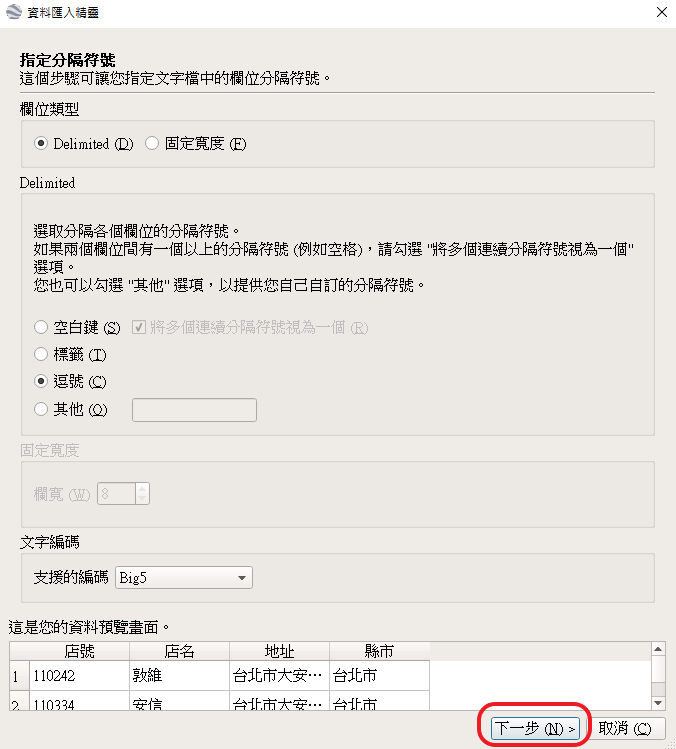 資料匯入精靈
指定分隔符號
這個步驟可讓您指定文字檔中的欄位分隔符號。
欄位類型
Delimited (D) 固定寬度 (F)
Delimited
選取分隔各個欄位的分隔符號。
如果兩個欄位間有一個以上的分隔符號 (例如空格)，請勾選 "將多個連續分隔符號視為一個"
選項。
您也可以勾選 "其他" 選項，以提供您自己自訂的分隔符號。
空白鍵 (S) 將多個連續分隔符號視為一個 (R)
標籤 (T)
逗號 (C)
其他 (O)
固定寬度
欄寬 (W) 8
文字編碼
支援的編碼 Big5
這是您的資料預覽畫面。
店號 店名 地址 縣市
1 110242 敦維 台北市大安… 台北市
2 110334 安信 台北市大安… 台北市
下一步 (N) > 取消 (C)